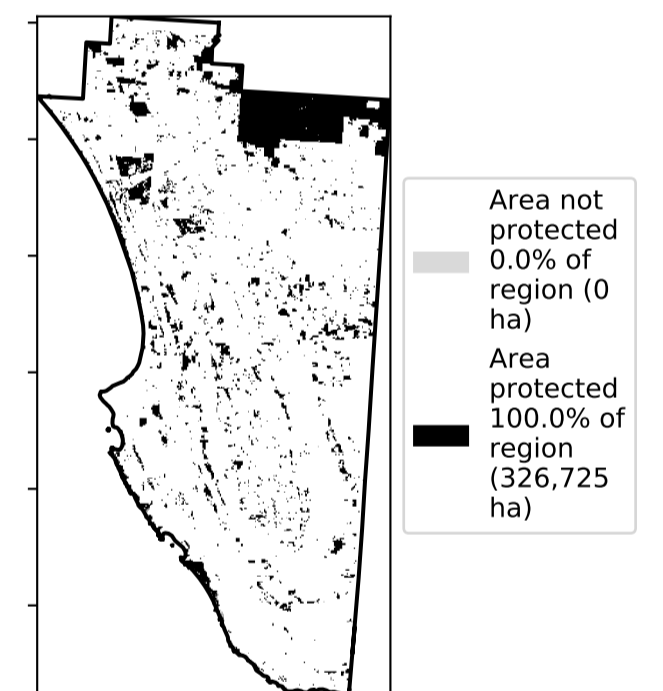 Area not
protected
0.0% of
region (0
ha)
Area
protected
100.0% of
region
(326,725
ha)